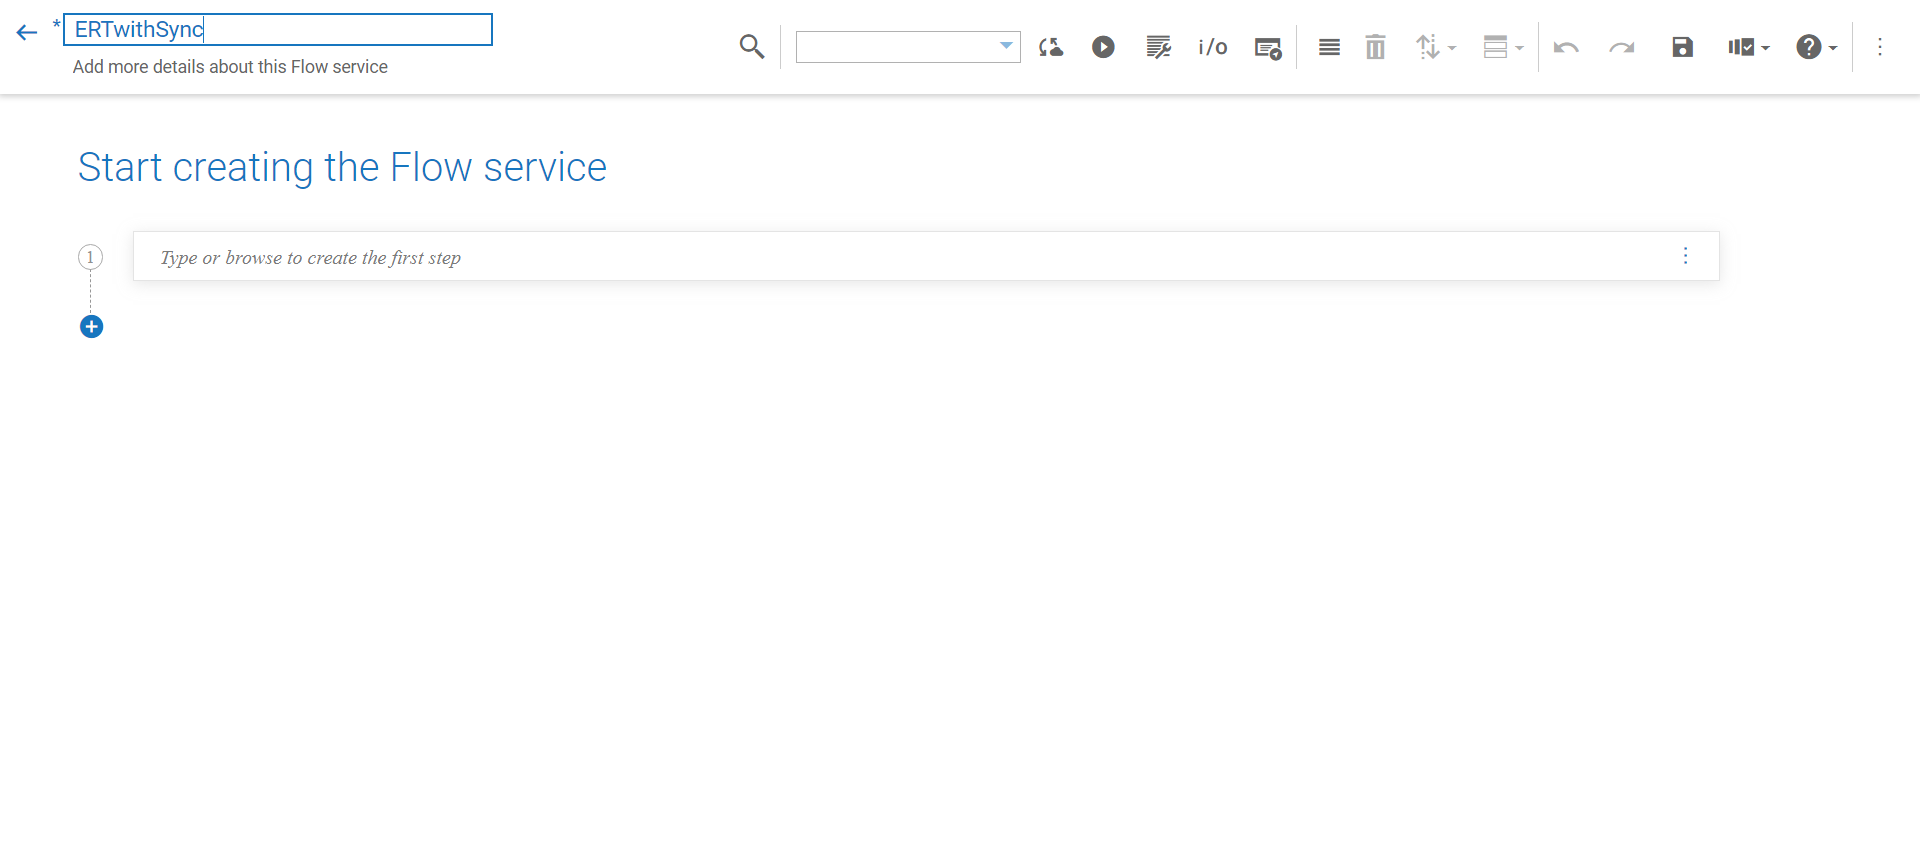 * ERTwithSync
Add more details about this Flow service
i/o
Start creating the Flow service
1 Type or browse to create the first step